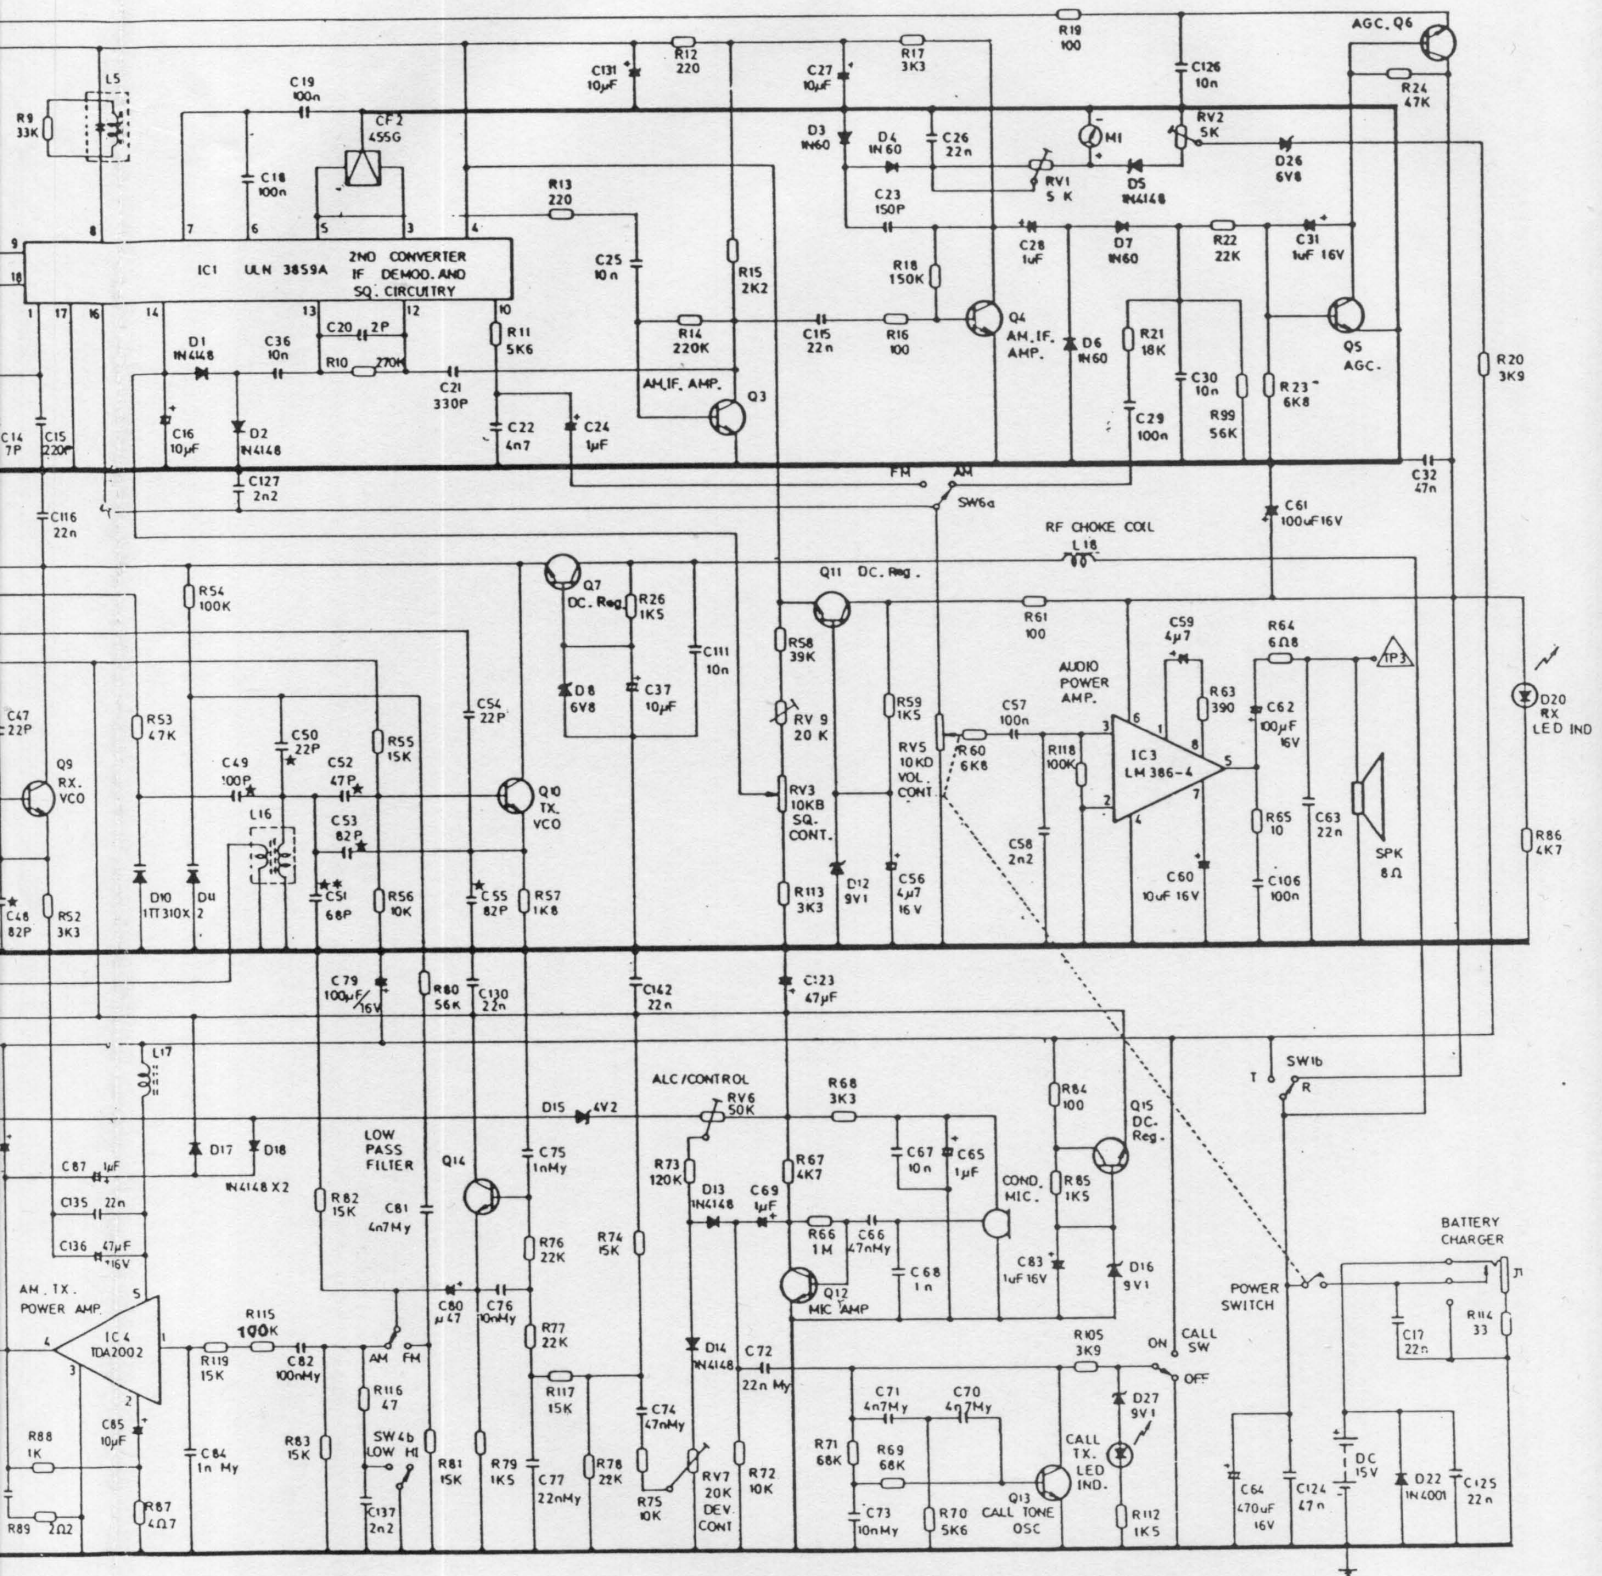 AGC. Q6
R19
100
R12
220
R17
3K3
C131
10µF
C27
10µF
C126
10n
R24
47K
L5
C19
100n
R9
33K
CF2
455G
D3
1N60
D4
1N60
C26
22n
M1
RV2
5K
D26
6V8
C18
100n
R13
220
C23
150P
RV1
5 K
D5
1N4148
9
18
8
7
6
5
3
4
IC1 ULN 3859A
2ND CONVERTER
IF DEMOD. AND
SQ. CIRCUITRY
C25
10n
R15
2K2
R18
150K
C28
1uF
D7
1N60
R22
22K
C31
1uF 16V
1
17
16
14
13
12
10
C20
2P
R11
5K6
R14
220K
C115
22n
R16
100
Q4
AM. IF.
AMP.
D6
1N60
R21
18K
Q5
AGC.
R20
3K9
D1
1N4148
C36
10n
R10
270K
C21
330P
AM. IF. AMP.
Q3
C30
10n
R23
6K8
C14
7P
C15
220P
C16
10µF
D2
1N4148
C22
4n7
C24
1µF
C29
100n
R99
56K
C127
2n2
FM
AM
SW6a
C32
47n
C116
22n
RF CHOKE COIL
L18
C61
100uF16V
R54
100K
Q7
DC. Reg.
R26
1K5
Q11 DC. Reg.
R61
100
C59
4µ7
R64
6Ω8
TP3
R58
39K
C111
10n
AUDIO
POWER
AMP.
D8
6V8
C37
10µF
R59
1K5
C57
100n
R63
390
C62
100µF
16V
D20
RX
LED IND
C47
22P
R53
47K
C50
22P
R55
15K
C54
22P
RV 9
20 K
RV5
10KD
VOL.
CONT.
R60
6K8
R118
100K
3
6
1
8
IC3
LM 386-4
5
2
4
7
Q9
RX.
VCO
C49
100P
C52
47P
Q10
TX.
VCO
RV3
10KB
SQ.
CONT.
L16
C53
82P
C58
2n2
R65
10
C63
22n
SPK
8Ω
R86
4K7
D10
1TT310X 2
D11
C51
68P
R56
10K
C55
82P
R57
1K8
R113
3K3
D12
9V1
C56
4µ7
16V
C60
10uF 16V
C106
100n
C48
82P
R52
3K3
C79
100µF
16V
R80
56K
C130
22n
C142
22n
C123
47µF
L17
ALC/CONTROL
RV6
50K
R68
3K3
R84
100
Q15
DC.
Reg.
T
SW1b
R
D15
4V2
D17
D18
1N4148 X 2
LOW
PASS
FILTER
Q14
C75
1nMy
R73
120K
R67
4K7
C67
10n
C65
1µF
COND.
MIC.
R85
1K5
C87
1µF
C135
22n
C136
47µF
16V
R82
15K
C81
4n7My
D13
1N4148
C69
1µF
R66
1M
C66
47nMy
R76
22K
R74
15K
C68
1n
C83
1uF 16V
D16
9V1
BATTERY
CHARGER
J1
POWER
SWITCH
AM. TX.
POWER AMP.
5
IC4
TDA2002
4
1
3
2
R115
100K
R119
15K
C82
100nMy
AM
FM
C80
µ47
C76
10nMy
R77
22K
Q12
MIC AMP
R105
3K9
ON
CALL
SW
OFF
C17
22n
R114
33
D14
1N4148
C72
22n My
R116
47
R117
15K
C71
4n7My
C70
4n7My
D27
9V1
C85
10µF
R88
1K
C84
1n My
R83
15K
SW4b
LOW HI
R81
15K
R79
1K5
C77
22nMy
R78
22K
C74
47nMy
R75
10K
RV7
20K
DEV.
CONT
R72
10K
R71
68K
R69
68K
CALL
TX.
LED
IND.
Q13
CALL TONE
OSC
C73
10nMy
R70
5K6
R112
1K5
C64
470uF
16V
C124
47n
DC
15V
D22
1N4001
C125
22n
R89
2Ω2
R87
4Ω7
C137
2n2